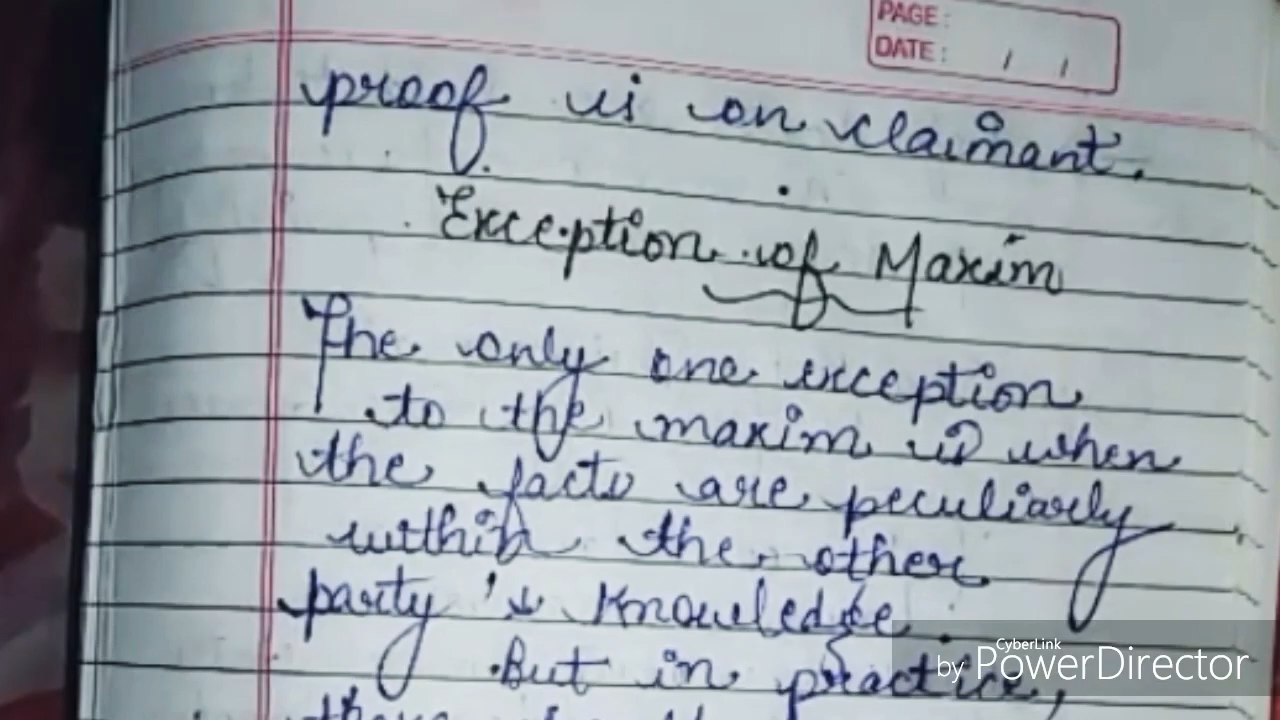 PAGE:
DATE: / /
proof is on claimant.
Exception of Maxim
The only one exception
to the maxim is when
the facts are peculiarly
within the other
party's knowledge.
But in practice,
CyberLink
by PowerDirector